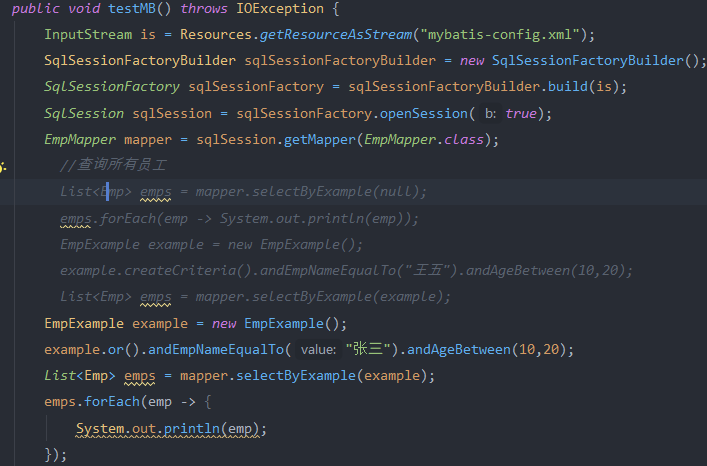 public void testMB() throws IOException {
InputStream is = Resources.getResourceAsStream("mybatis-config.xml");
SqlSessionFactoryBuilder sqlSessionFactoryBuilder = new SqlSessionFactoryBuilder();
SqlSessionFactory sqlSessionFactory = sqlSessionFactoryBuilder.build(is);
SqlSession sqlSession = sqlSessionFactory.openSession( b: true);
EmpMapper mapper = sqlSession.getMapper(EmpMapper.class);
//查询所有员工
List<Emp> emps = mapper.selectByExample(null);
emps.forEach(emp -> System.out.println(emp));
EmpExample example = new EmpExample();
example.createCriteria().andEmpNameEqualTo("王五").andAgeBetween(10,20);
List<Emp> emps = mapper.selectByExample(example);
EmpExample example = new EmpExample();
example.or().andEmpNameEqualTo( value: "张三").andAgeBetween(10,20);
List<Emp> emps = mapper.selectByExample(example);
emps.forEach(emp -> {
System.out.println(emp);
});